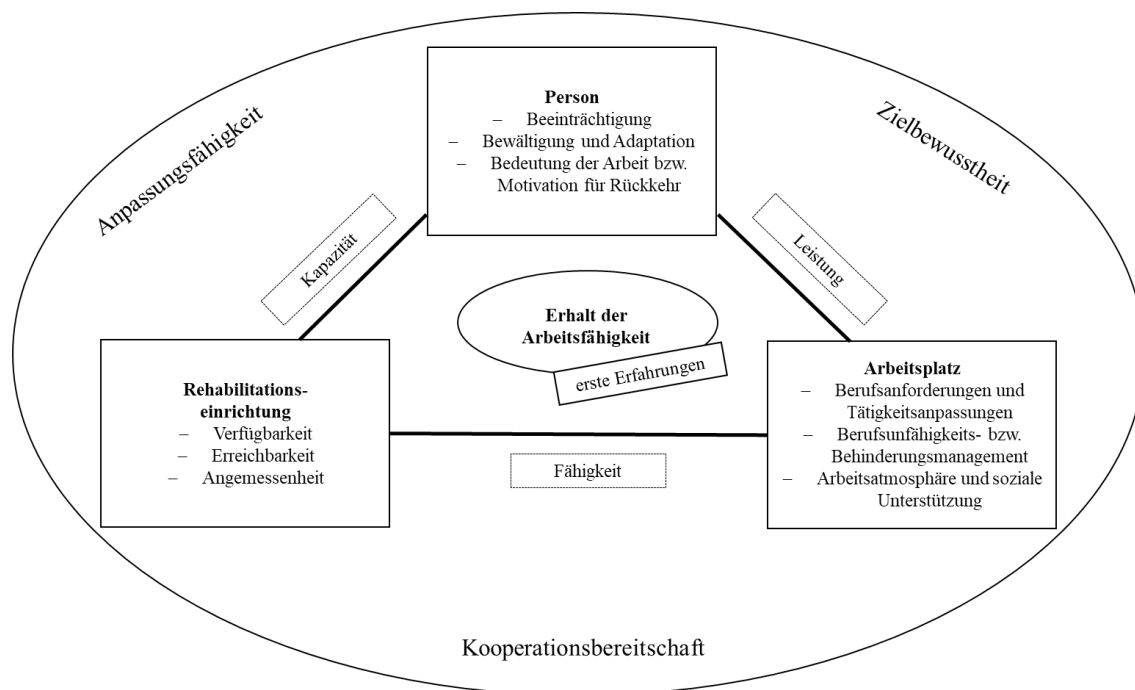 Anpassungsfähigkeit
Zielbewusstheit
Person
– Beeinträchtigung
– Bewältigung und Adaptation
– Bedeutung der Arbeit bzw.
Motivation für Rückkehr
Kapazität
Leistung
Erhalt der
Arbeitsfähigkeit
erste Erfahrungen
Rehabilitations-
einrichtung
– Verfügbarkeit
– Erreichbarkeit
– Angemessenheit
Fähigkeit
Arbeitsplatz
– Berufsanforderungen und
Tätigkeitsanpassungen
– Berufsunfähigkeits- bzw.
Behinderungsmanagement
– Arbeitsatmosphäre und soziale
Unterstützung
Kooperationsbereitschaft